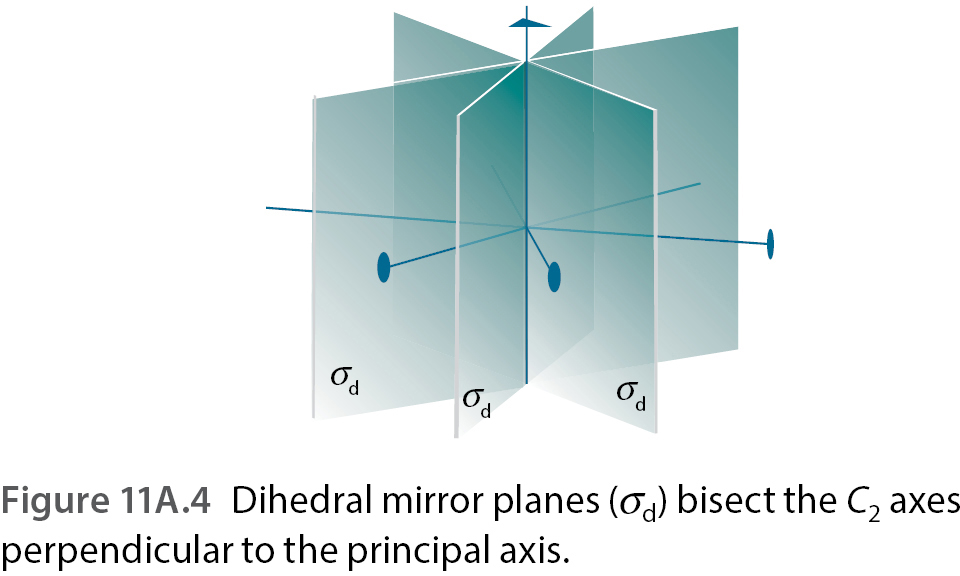 σd
σd
σd
Figure 11A.4 Dihedral mirror planes (σd) bisect the C2 axes
perpendicular to the principal axis.